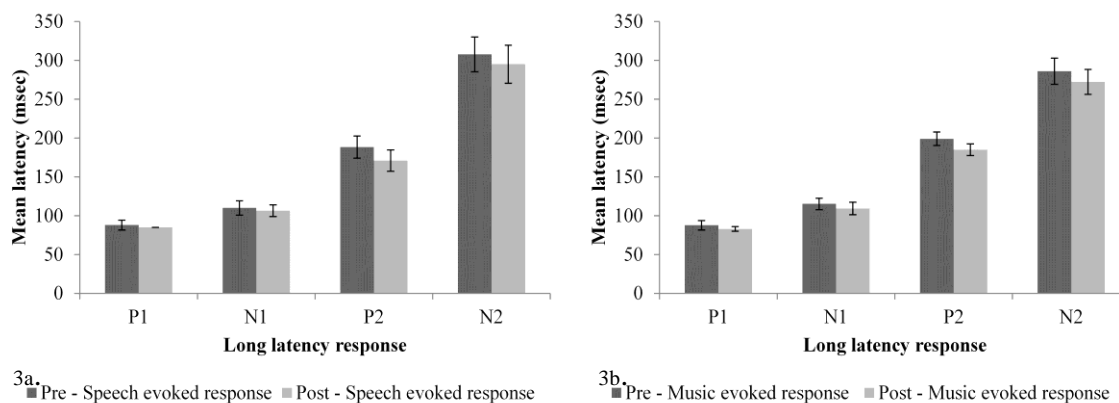 350
300
250
200
150
100
50
0
Mean latency (msec)
P1 N1 P2 N2
Long latency response
3a. Pre - Speech evoked response Post - Speech evoked response
350
300
250
200
150
100
50
0
Mean latency (msec)
P1 N1 P2 N2
Long latency response
3b. Pre - Music evoked response Post - Music evoked response